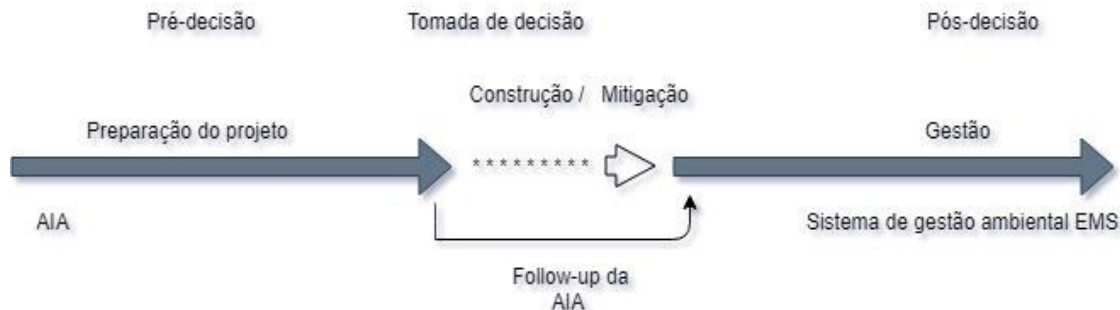 Pré-decisão Tomada de decisão Pós-decisão
Construção / Mitigação
Preparação do projeto Gestão
* * * * * * * * *
AIA Sistema de gestão ambiental EMS
Follow-up da
AIA